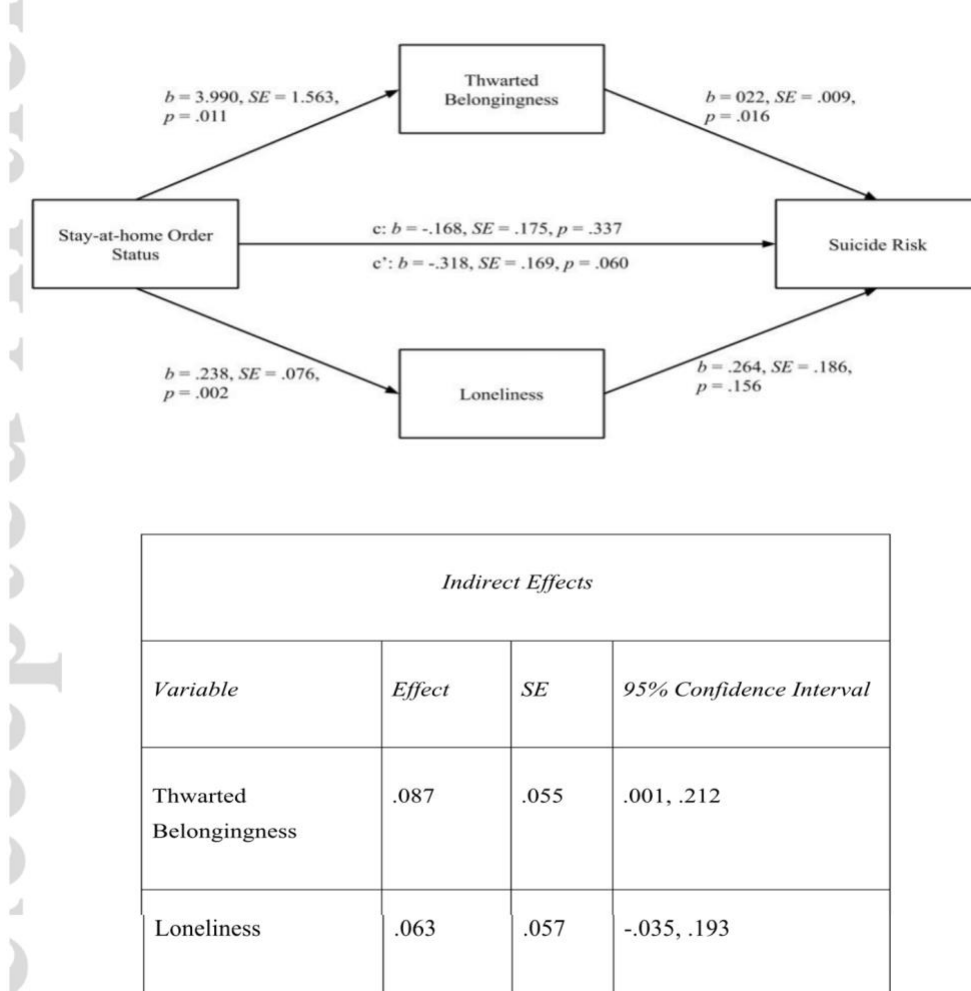 Thwarted
Belongingness
b = 3.990, SE = 1.563,
p = .011
b = 022, SE = .009,
p = .016
Stay-at-home Order
Status
c: b = -.168, SE = .175, p = .337
c’: b = -.318, SE = .169, p = .060
Suicide Risk
b = .238, SE = .076,
p = .002
Loneliness
b = .264, SE = .186,
p = .156
Indirect Effects
Variable Effect SE 95% Confidence Interval
Thwarted .087 .055 .001, .212
Belongingness
Loneliness .063 .057 -.035, .193